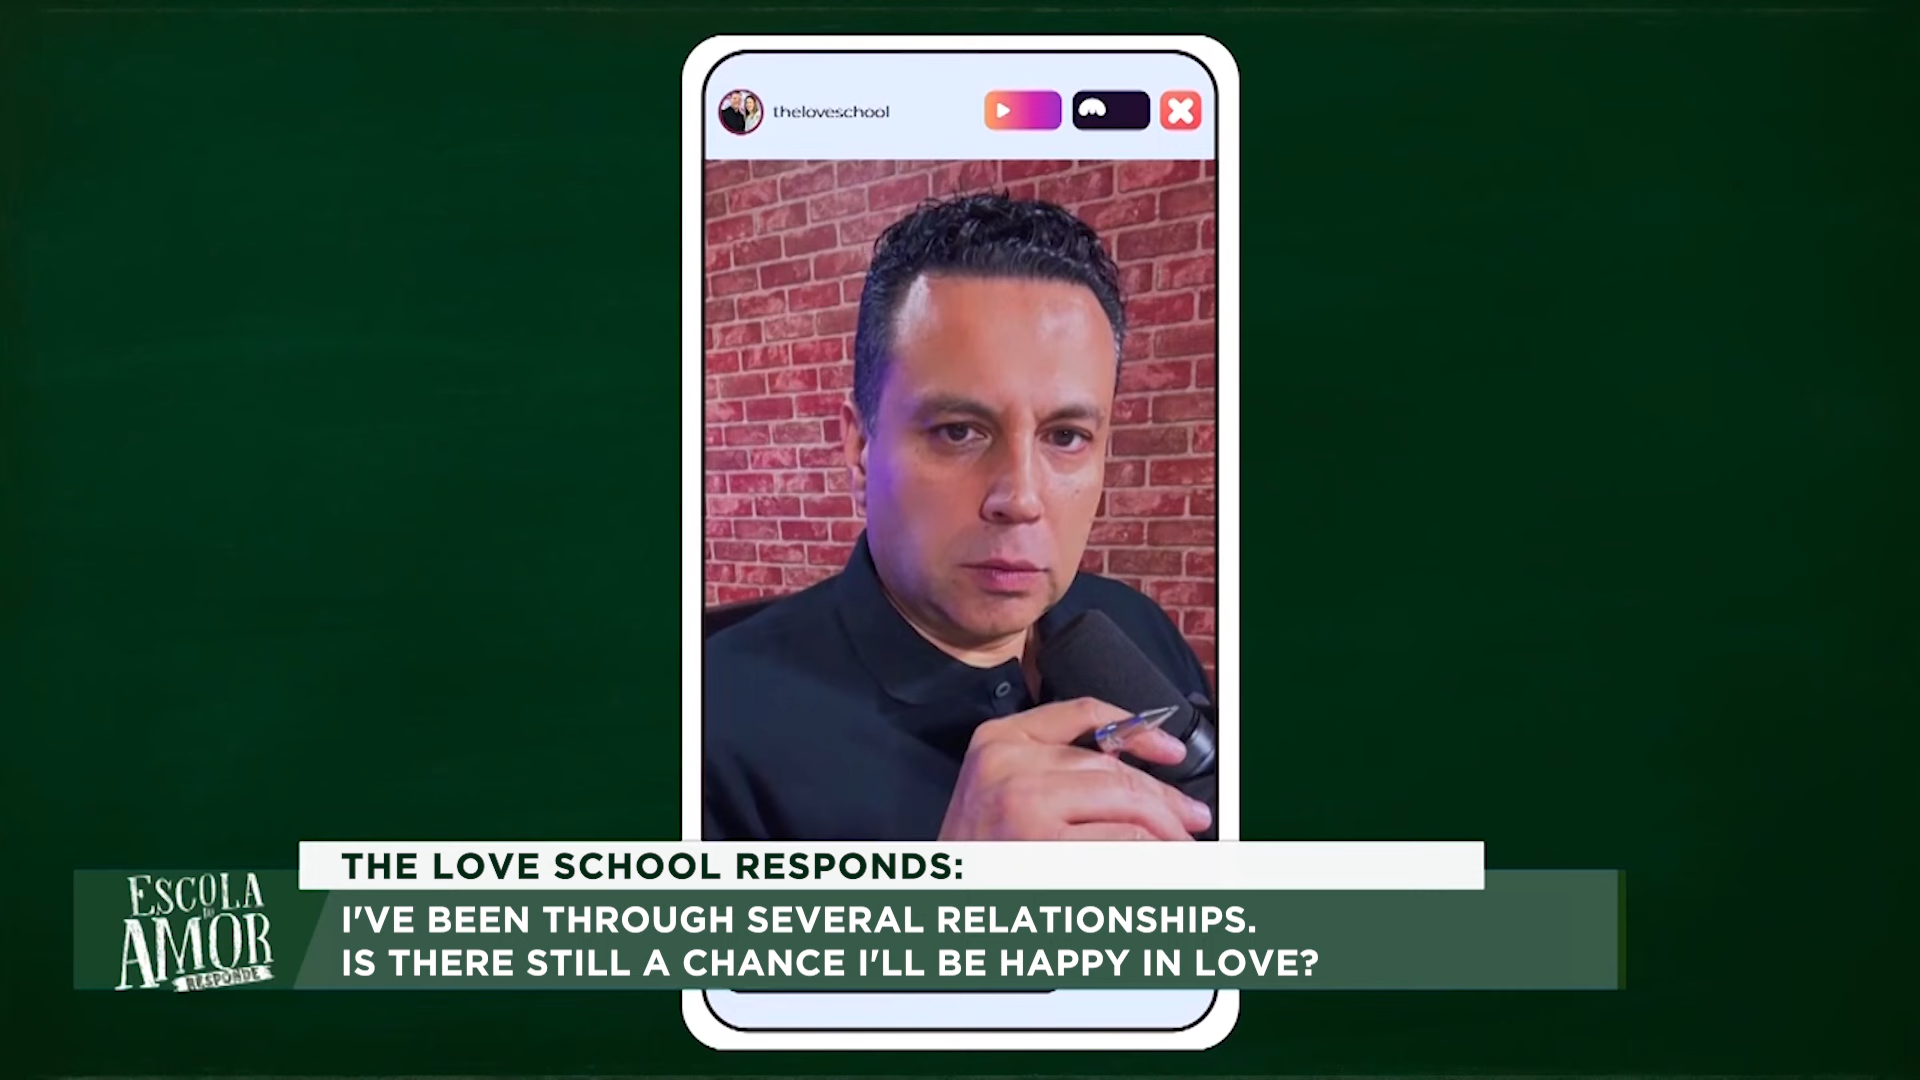 theloveschool
THE LOVE SCHOOL RESPONDS:
ESCOLA
DO
AMOR
RESPONDE
I'VE BEEN THROUGH SEVERAL RELATIONSHIPS.
IS THERE STILL A CHANCE I'LL BE HAPPY IN LOVE?